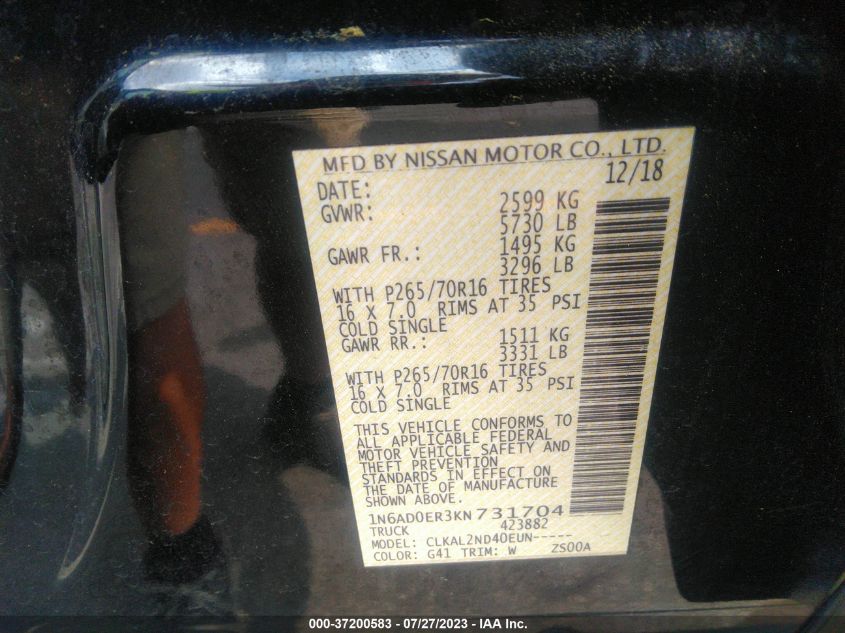 MFD BY NISSAN MOTOR CO., LTD.
DATE: 12/18
GVWR: 2599 KG
5730 LB
GAWR FR.: 1495 KG
3296 LB
WITH P265/70R16 TIRES
16 X 7.0 RIMS AT 35 PSI
COLD SINGLE
GAWR RR.: 1511 KG
3331 LB
WITH P265/70R16 TIRES
16 X 7.0 RIMS AT 35 PSI
COLD SINGLE
THIS VEHICLE CONFORMS TO
ALL APPLICABLE FEDERAL
MOTOR VEHICLE SAFETY AND
THEFT PREVENTION
STANDARDS IN EFFECT ON
THE DATE OF MANUFACTURE
SHOWN ABOVE.
1N6AD0ER3KN731704
TRUCK 423882
MODEL: CLKAL2ND40EUN-----
COLOR: G41 TRIM: W ZS00A
000-37200583 - 07/27/2023 - IAA Inc.